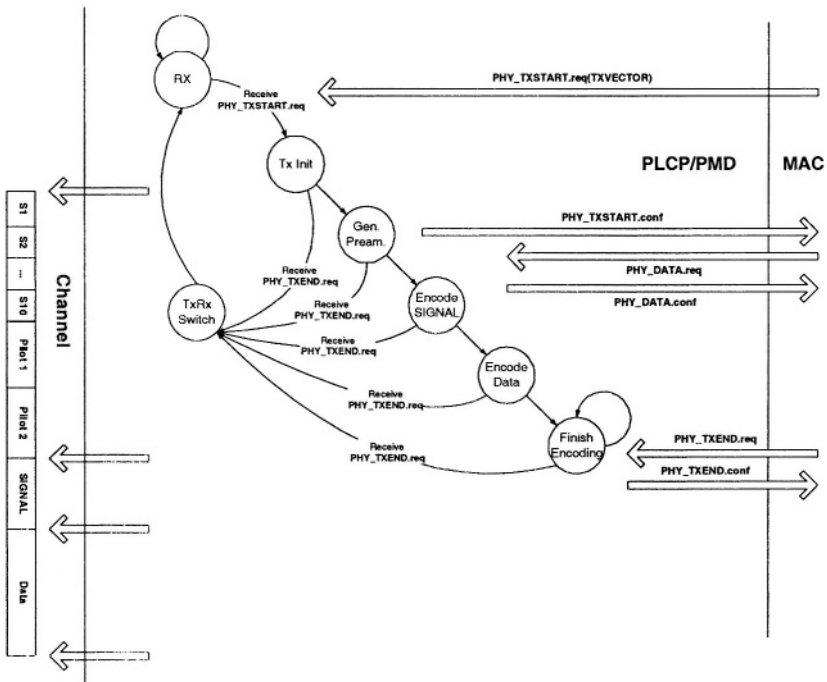 RX
Receive
PHY_TXSTART.req
PHY_TXSTART.req(TXVECTOR)
Tx Init
PLCP/PMD
MAC
Gen.
Pream.
PHY_TXSTART.conf
PHY_DATA.req
PHY_DATA.conf
Receive
PHY_TXEND.req
TxRx
Switch
Receive
PHY_TXEND.req
Encode
SIGNAL
Receive
PHY_TXEND.req
Encode
Data
Receive
PHY_TXEND.req
Finish
Encoding
Receive
PHY_TXEND.req
PHY_TXEND.req
PHY_TXEND.conf
Channel
S1
S2
...
S10
Pilot 1
Pilot 2
SIGNAL
Data